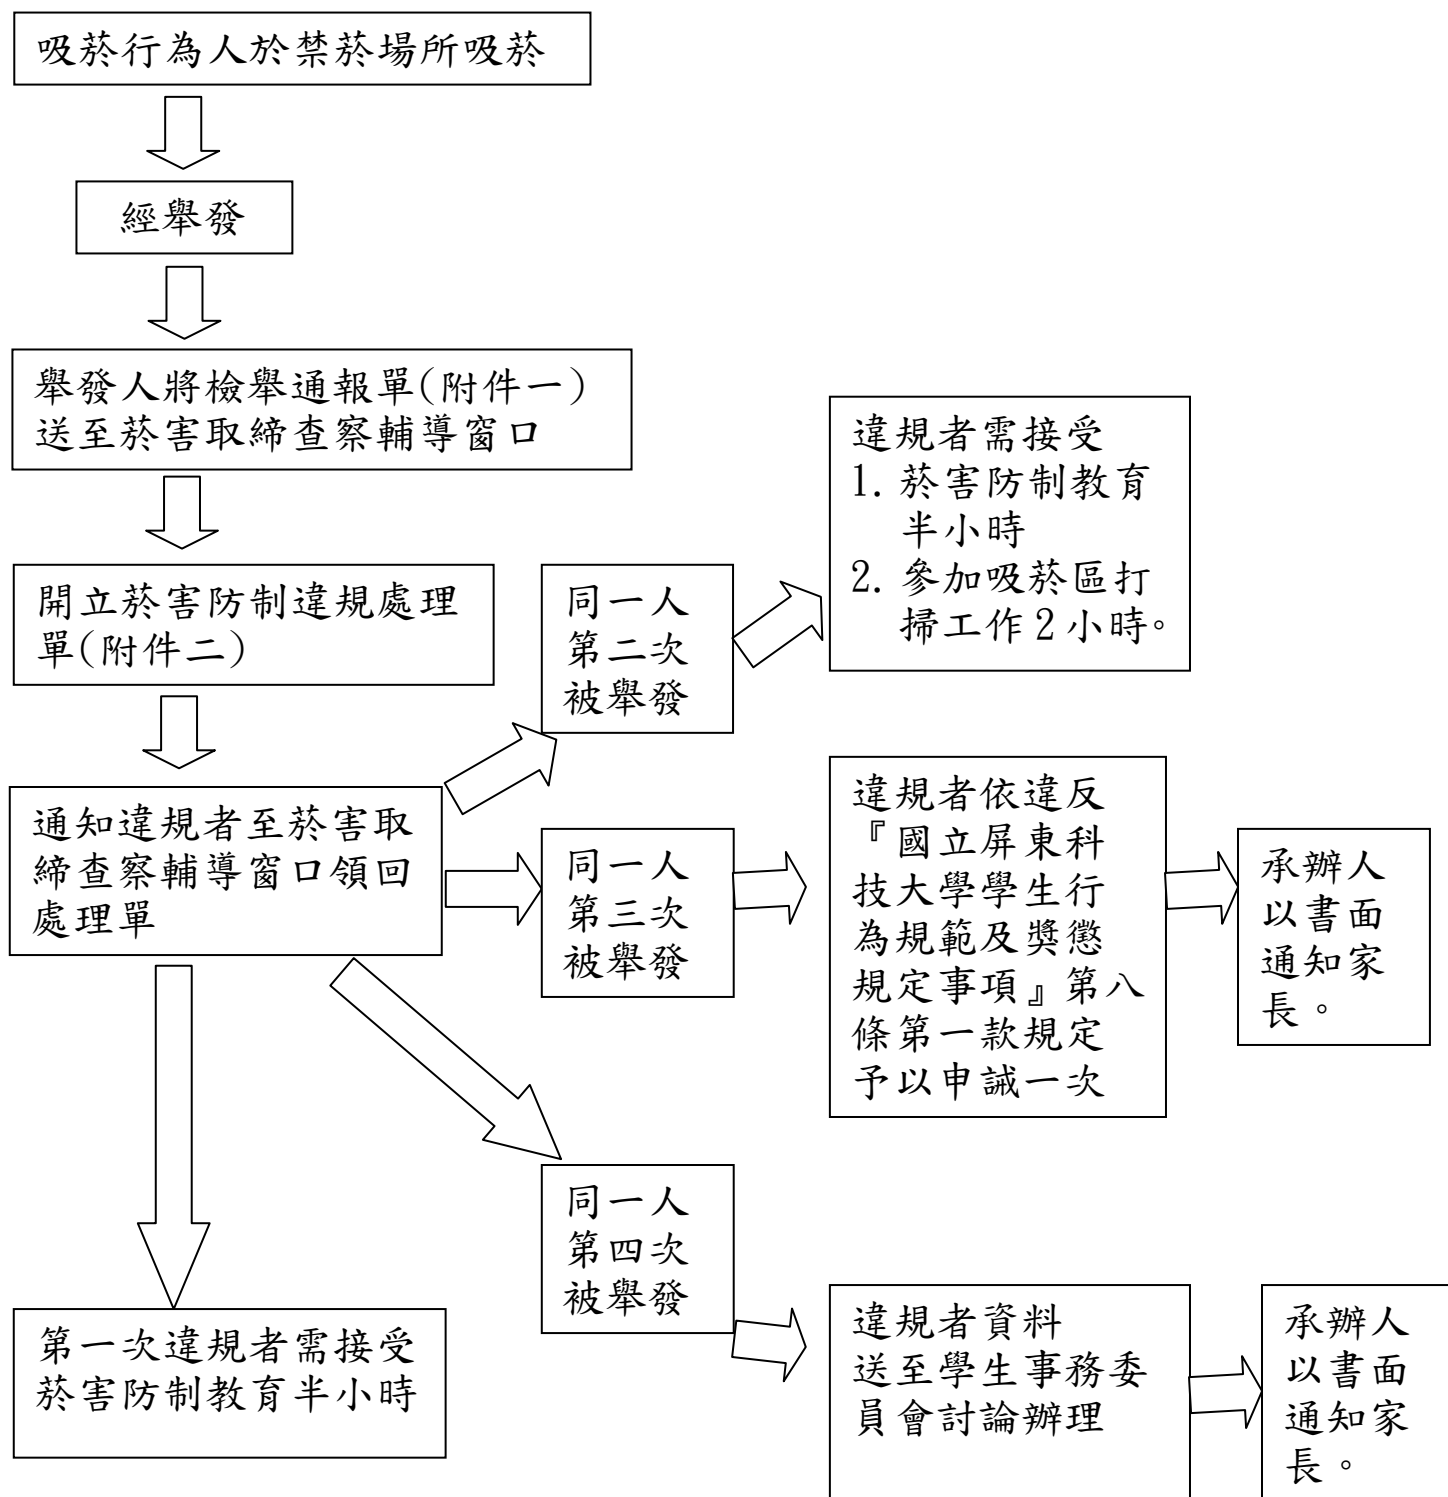 吸菸行為人於禁菸場所吸菸
經舉發
舉發人將檢舉通報單(附件一)
送至菸害取締查察輔導窗口
開立菸害防制違規處理
單(附件二)
通知違規者至菸害取
締查察輔導窗口領回
處理單
第一次違規者需接受
菸害防制教育半小時
同一人
第二次
被舉發
違規者需接受
1. 菸害防制教育
半小時
2. 參加吸菸區打
掃工作2小時。
同一人
第三次
被舉發
違規者依違反
『國立屏東科
技大學學生行
為規範及獎懲
規定事項』第八
條第一款規定
予以申誡一次
承辦人
以書面
通知家
長。
同一人
第四次
被舉發
違規者資料
送至學生事務委
員會討論辦理
承辦人
以書面
通知家
長。